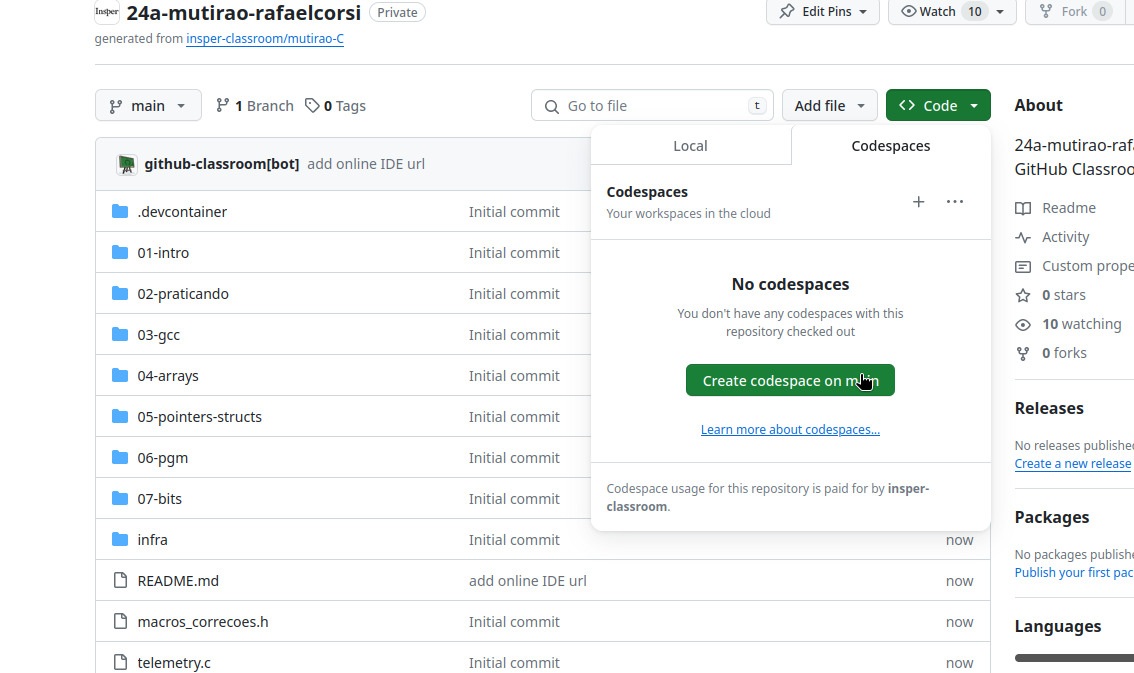 Insper 24a-mutirao-rafaelcorsi Private
Edit Pins Watch 10 Fork 0
generated from insper-classroom/mutirao-C
main 1 Branch 0 Tags Go to file t Add file Code
About
24a-mutirao-raf
GitHub Classroo
Readme
Activity
Custom prope
0 stars
10 watching
0 forks
Releases
No releases publishe
Create a new release
Packages
No packages publishe
Publish your first pac
Languages
Local Codespaces
Codespaces
Your workspaces in the cloud
No codespaces
You don't have any codespaces with this
repository checked out
Create codespace on main
Learn more about codespaces...
Codespace usage for this repository is paid for by insper-
classroom.
github-classroom[bot] add online IDE url
.devcontainer Initial commit
01-intro Initial commit
02-praticando Initial commit
03-gcc Initial commit
04-arrays Initial commit
05-pointers-structs Initial commit
06-pgm Initial commit
07-bits Initial commit
infra Initial commit now
README.md add online IDE url now
macros_correcoes.h Initial commit now
telemetry.c Initial commit now